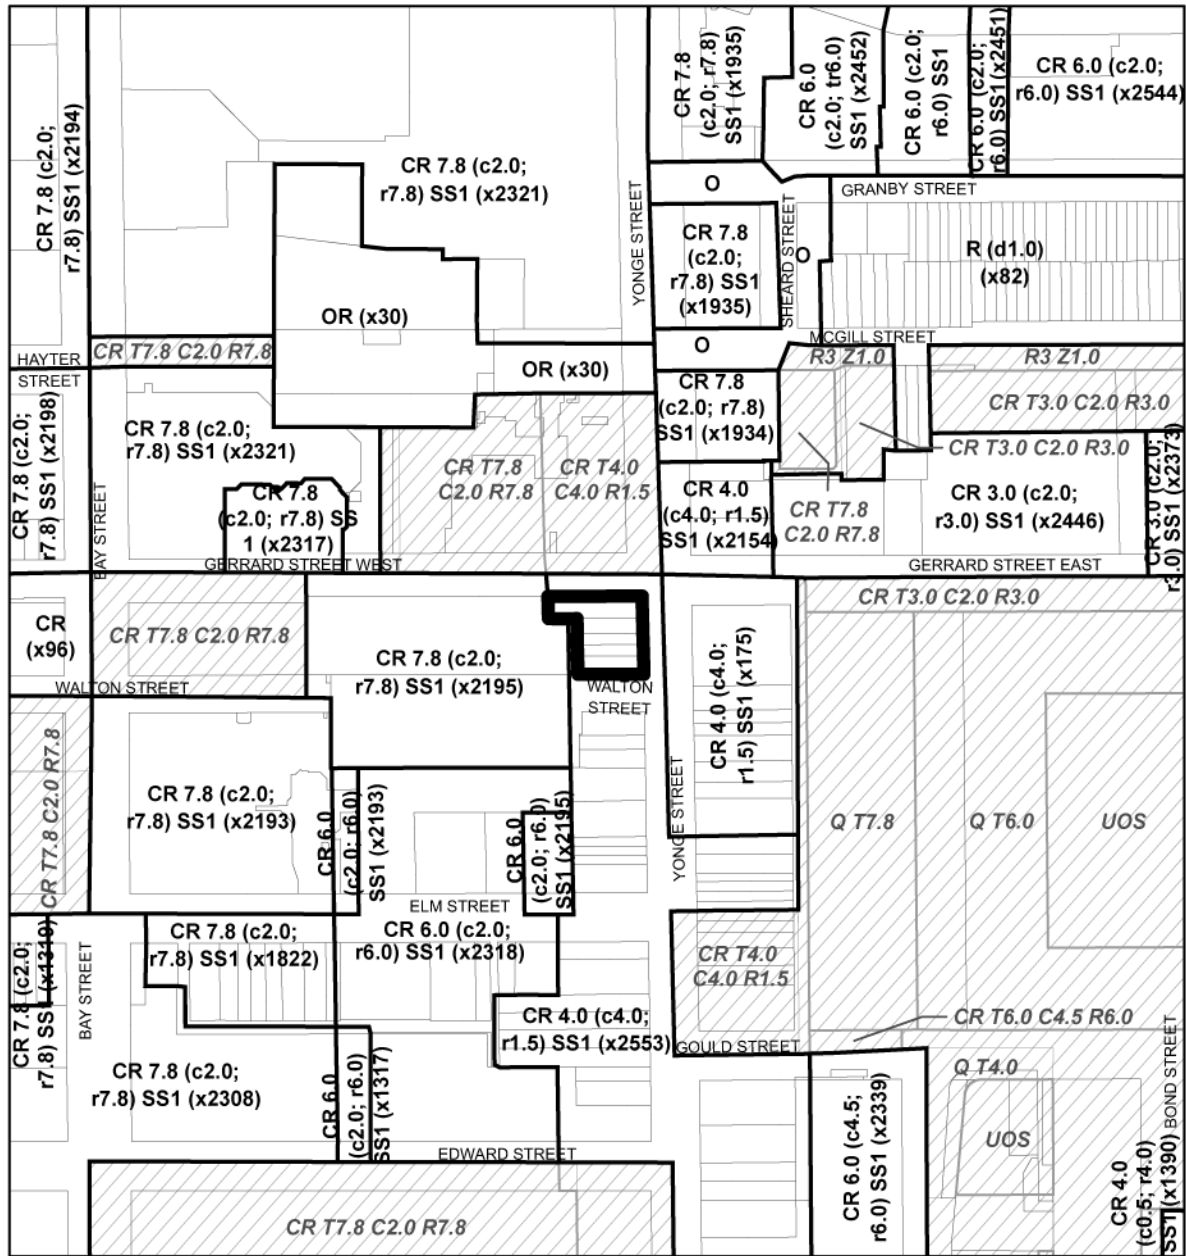 CR 7.8 (c2.0;
r7.8) SS1 (x2194)
CR 7.8 (c2.0;
r7.8) SS1 (x2321)
YONGE STREET
CR 7.8
(c2.0; r7.8)
SS1 (x1935)
CR 6.0
(c2.0; tr6.0)
SS1 (x2452)
CR 6.0 (c2.0;
r6.0) SS1
CR 6.0 (c2.0;
r6.0) SS1(x2451)
CR 6.0 (c2.0;
r6.0) SS1 (x2544)
O
GRANBY STREET
CR 7.8
(c2.0;
r7.8) SS1
(x1935)
SHEARD STREET
O
R (d1.0)
(x82)
OR (x30)
MCGILL STREET
HAYTER
STREET
CR T7.8 C2.0 R7.8
OR (x30)
O
R3 Z1.0
R3 Z1.0
CR T3.0 C2.0 R3.0
CR 7.8 (c2.0;
r7.8) SS1 (x2198)
CR 7.8 (c2.0;
r7.8) SS1 (x2321)
CR 7.8
(c2.0; r7.8)
SS1 (x1934)
CR T3.0 C2.0 R3.0
CR T7.8
C2.0 R7.8
CR T4.0
C4.0 R1.5
CR 7.8
(c2.0; r7.8) SS
1 (x2317)
BAY STREET
CR 4.0
(c4.0; r1.5)
SS1 (x2154)
CR T7.8
C2.0 R7.8
CR 3.0 (c2.0;
r3.0) SS1 (x2446)
CR 3.0 (c2.0;
r3.0) SS1 (x2373)
GERRARD STREET WEST
GERRARD STREET EAST
CR
(x96)
CR T7.8 C2.0 R7.8
CR 7.8 (c2.0;
r7.8) SS1 (x2195)
CR T3.0 C2.0 R3.0
WALTON STREET
WALTON
STREET
CR 4.0 (c4.0;
r1.5) SS1 (x175)
CR T7.8 C2.0 R7.8
CR 7.8 (c2.0;
r7.8) SS1 (x2193)
CR 6.0
(c2.0; r6.0)
SS1 (x2193)
CR 6.0
(c2.0; r6.0)
SS1 (x2195)
YONGE STREET
Q T7.8
Q T6.0
UOS
ELM STREET
CR 7.8 (c2.0;
r7.8) SS1 (x1319)
BAY STREET
CR 7.8 (c2.0;
r7.8) SS1 (x1822)
CR 6.0 (c2.0;
r6.0) SS1 (x2318)
CR T4.0
C4.0 R1.5
CR 4.0 (c4.0;
r1.5) SS1 (x2553)
CR T6.0 C4.5 R6.0
GOULD STREET
CR 7.8 (c2.0;
r7.8) SS1 (x2308)
CR 6.0
(c2.0; r6.0)
SS1 (x1317)
CR 6.0 (c4.5;
r6.0) SS1 (x2339)
Q T4.0
UOS
BOND STREET
CR 4.0
(c0.5; r4.0)
SS1 (x1390)
EDWARD STREET
CR T7.8 C2.0 R7.8